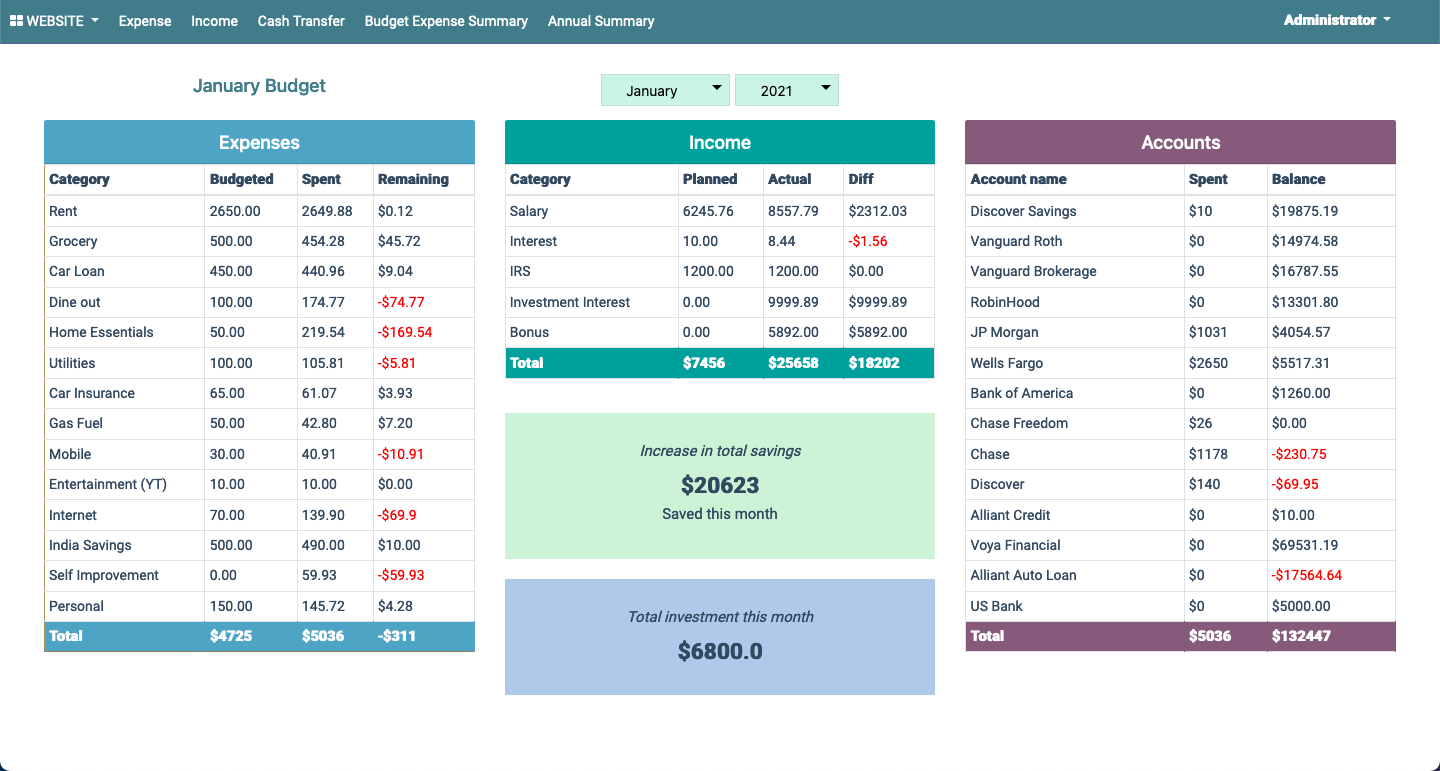 WEBSITE Expense Income Cash Transfer Budget Expense Summary Annual Summary Administrator
January Budget
January 2021
Expenses
Category Budgeted Spent Remaining
Rent 2650.00 2649.88 $0.12
Grocery 500.00 454.28 $45.72
Car Loan 450.00 440.96 $9.04
Dine out 100.00 174.77 -$74.77
Home Essentials 50.00 219.54 -$169.54
Utilities 100.00 105.81 -$5.81
Car Insurance 65.00 61.07 $3.93
Gas Fuel 50.00 42.80 $7.20
Mobile 30.00 40.91 -$10.91
Entertainment (YT) 10.00 10.00 $0.00
Internet 70.00 139.90 -$69.9
India Savings 500.00 490.00 $10.00
Self Improvement 0.00 59.93 -$59.93
Personal 150.00 145.72 $4.28
Total $4725 $5036 -$311
Income
Category Planned Actual Diff
Salary 6245.76 8557.79 $2312.03
Interest 10.00 8.44 -$1.56
IRS 1200.00 1200.00 $0.00
Investment Interest 0.00 9999.89 $9999.89
Bonus 0.00 5892.00 $5892.00
Total $7456 $25658 $18202
Increase in total savings
$20623
Saved this month
Total investment this month
$6800.0
Accounts
Account name Spent Balance
Discover Savings $10 $19875.19
Vanguard Roth $0 $14974.58
Vanguard Brokerage $0 $16787.55
RobinHood $0 $13301.80
JP Morgan $1031 $4054.57
Wells Fargo $2650 $5517.31
Bank of America $0 $1260.00
Chase Freedom $26 $0.00
Chase $1178 -$230.75
Discover $140 -$69.95
Alliant Credit $0 $10.00
Voya Financial $0 $69531.19
Alliant Auto Loan $0 -$17564.64
US Bank $0 $5000.00
Total $5036 $132447